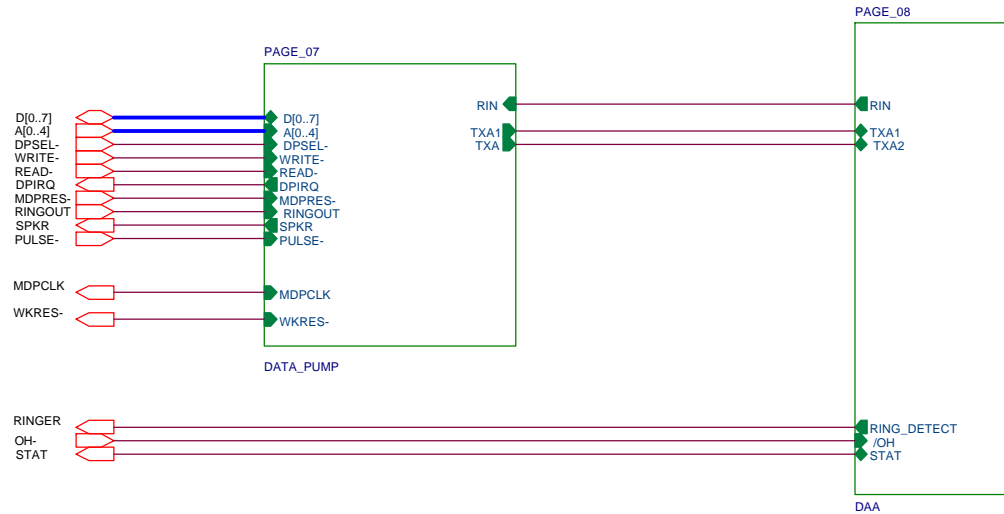 PAGE_08
PAGE_07
D[0..7]
A[0..4]
DPSEL-
WRITE-
READ-
DPIRQ
MDPRES-
RINGOUT
SPKR
PULSE-
MDPCLK
WKRES-
D[0..7]
A[0..4]
DPSEL-
WRITE-
READ-
DPIRQ
MDPRES-
RINGOUT
SPKR
PULSE-
MDPCLK
WKRES-
RIN
TXA1
TXA
DATA_PUMP
RIN
TXA1
TXA2
RINGER
OH-
STAT
RING_DETECT
/OH
STAT
DAA